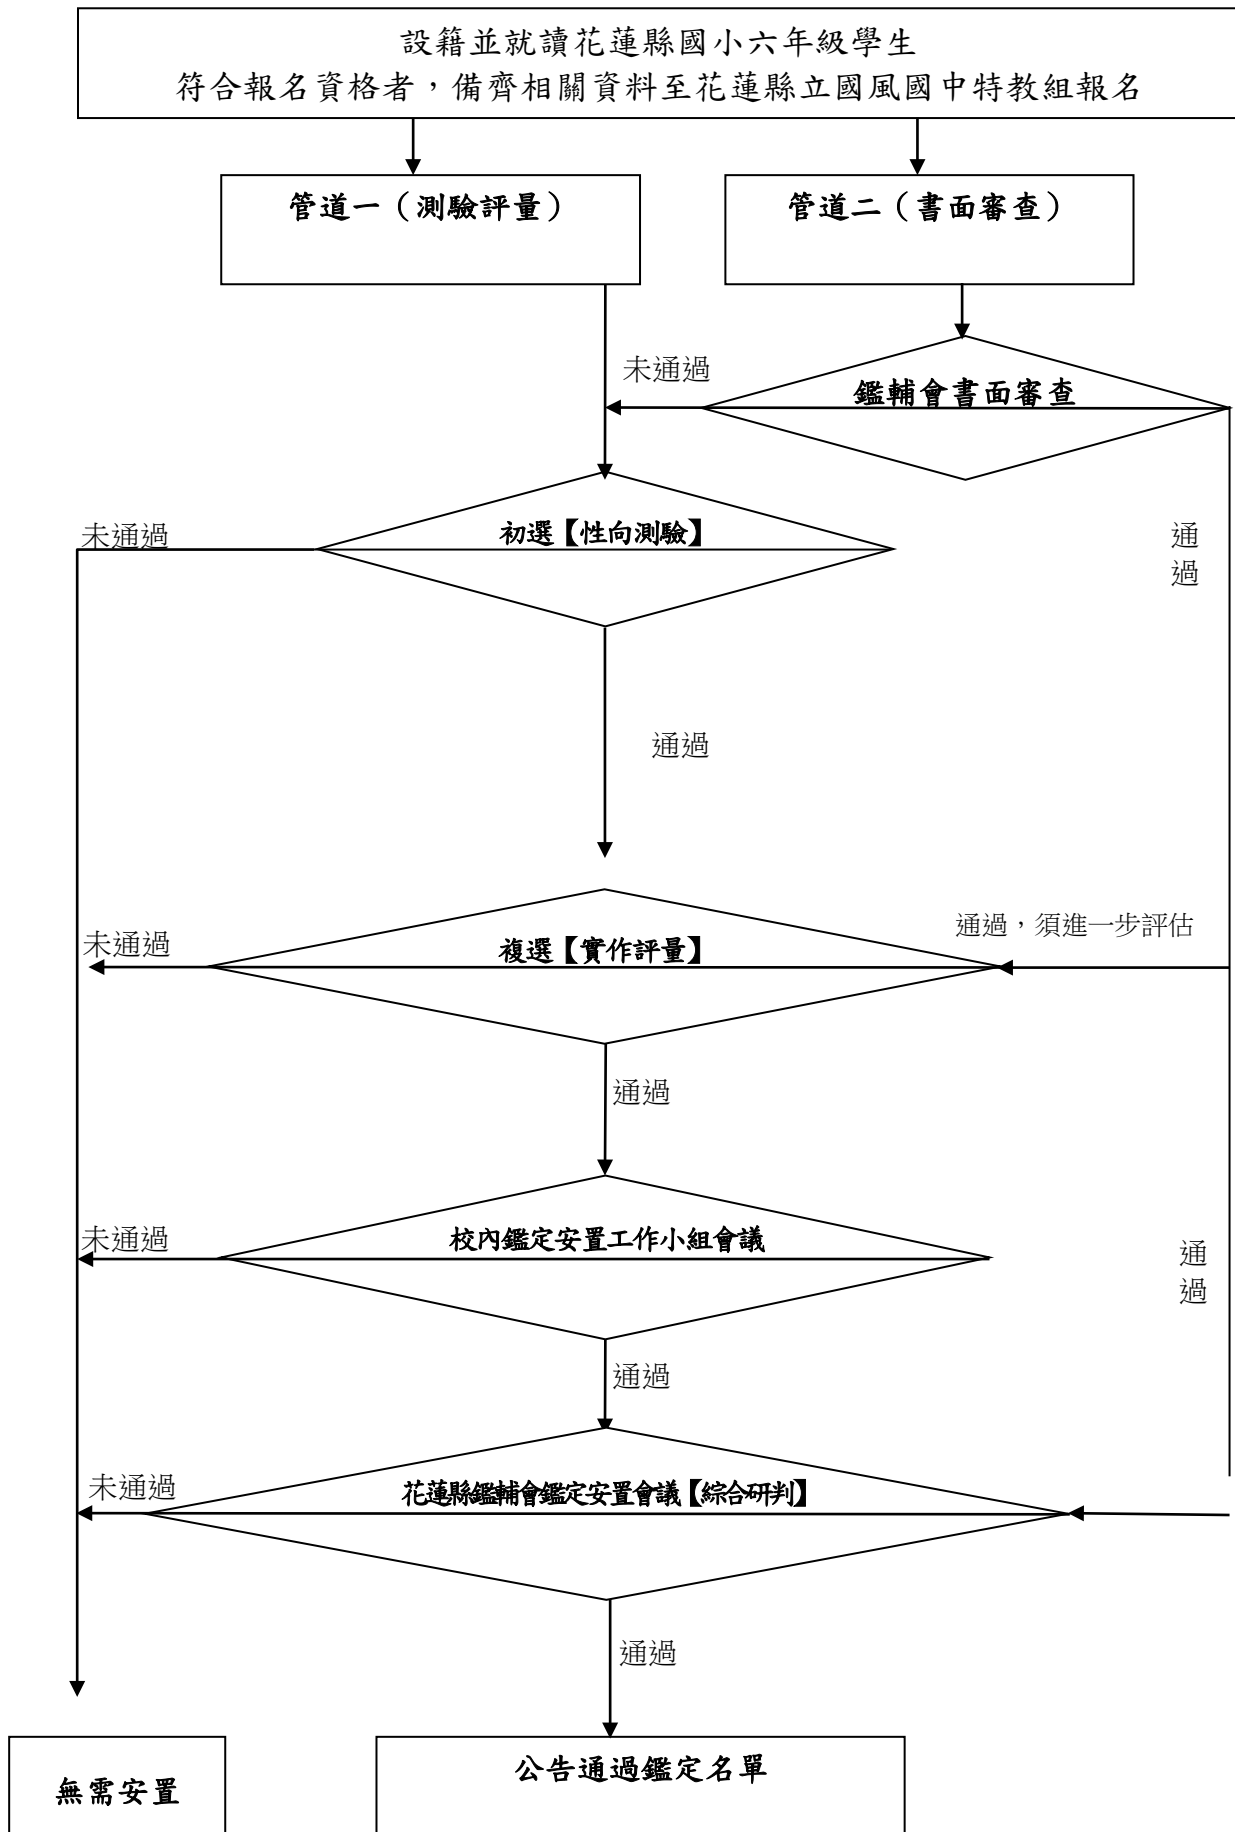 設籍並就讀花蓮縣國小六年級學生
符合報名資格者，備齊相關資料至花蓮縣立國風國中特教組報名
管道一（測驗評量）
管道二（書面審查）
未通過
鑑輔會書面審查
未通過
初選【性向測驗】
通
過
通過
未通過
複選【實作評量】
通過，須進一步評估
通過
未通過
校內鑑定安置工作小組會議
通
過
通過
未通過
花蓮縣鑑輔會鑑定安置會議【綜合研判】
通過
無需安置
公告通過鑑定名單